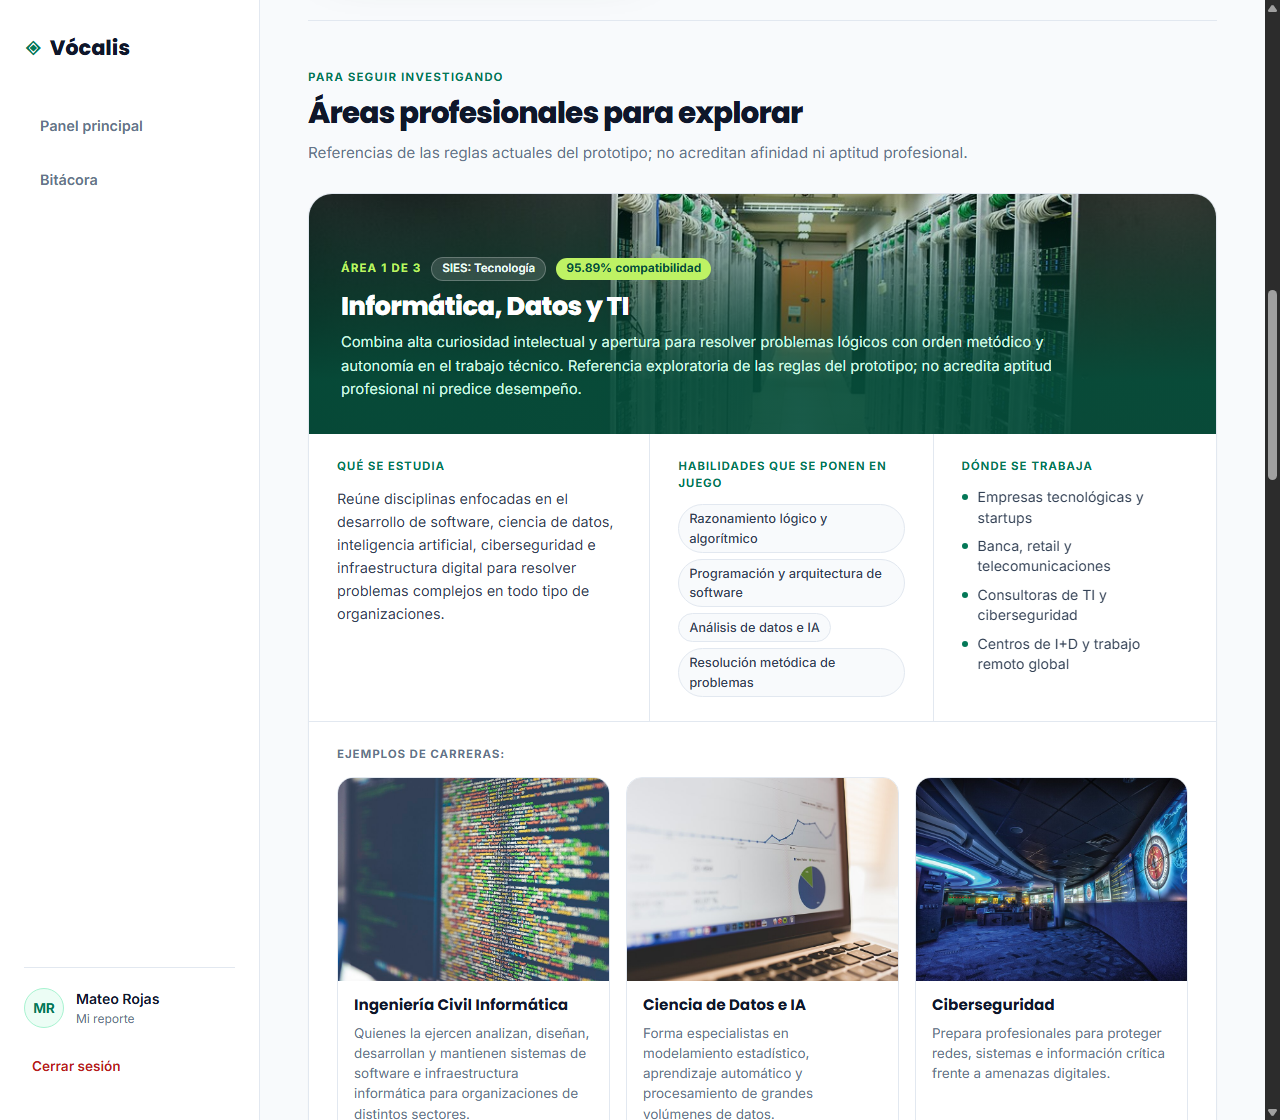 Vócalis
Panel principal
Bitácora
PARA SEGUIR INVESTIGANDO
Áreas profesionales para explorar
Referencias de las reglas actuales del prototipo; no acreditan afinidad ni aptitud profesional.
ÁREA 1 DE 3
SIES: Tecnología
95.89% compatibilidad
Informática, Datos y TI
Combina alta curiosidad intelectual y apertura para resolver problemas lógicos con orden metódico y
autonomía en el trabajo técnico. Referencia exploratoria de las reglas del prototipo; no acredita aptitud
profesional ni predice desempeño.
QUÉ SE ESTUDIA
Reúne disciplinas enfocadas en el
desarrollo de software, ciencia de datos,
inteligencia artificial, ciberseguridad e
infraestructura digital para resolver
problemas complejos en todo tipo de
organizaciones.
HABILIDADES QUE SE PONEN EN
JUEGO
Razonamiento lógico y
algorítmico
Programación y arquitectura de
software
Análisis de datos e IA
Resolución metódica de
problemas
DÓNDE SE TRABAJA
Empresas tecnológicas y
startups
Banca, retail y
telecomunicaciones
Consultoras de TI y
ciberseguridad
Centros de I+D y trabajo
remoto global
EJEMPLOS DE CARRERAS:
Ingeniería Civil Informática
Quienes la ejercen analizan, diseñan,
desarrollan y mantienen sistemas de
software e infraestructura
informática para organizaciones de
distintos sectores.
Ciencia de Datos e IA
Forma especialistas en
modelamiento estadístico,
aprendizaje automático y
procesamiento de grandes
volúmenes de datos.
Ciberseguridad
Prepara profesionales para proteger
redes, sistemas e información crítica
frente a amenazas digitales.
MR
Mateo Rojas
Mi reporte
Cerrar sesión